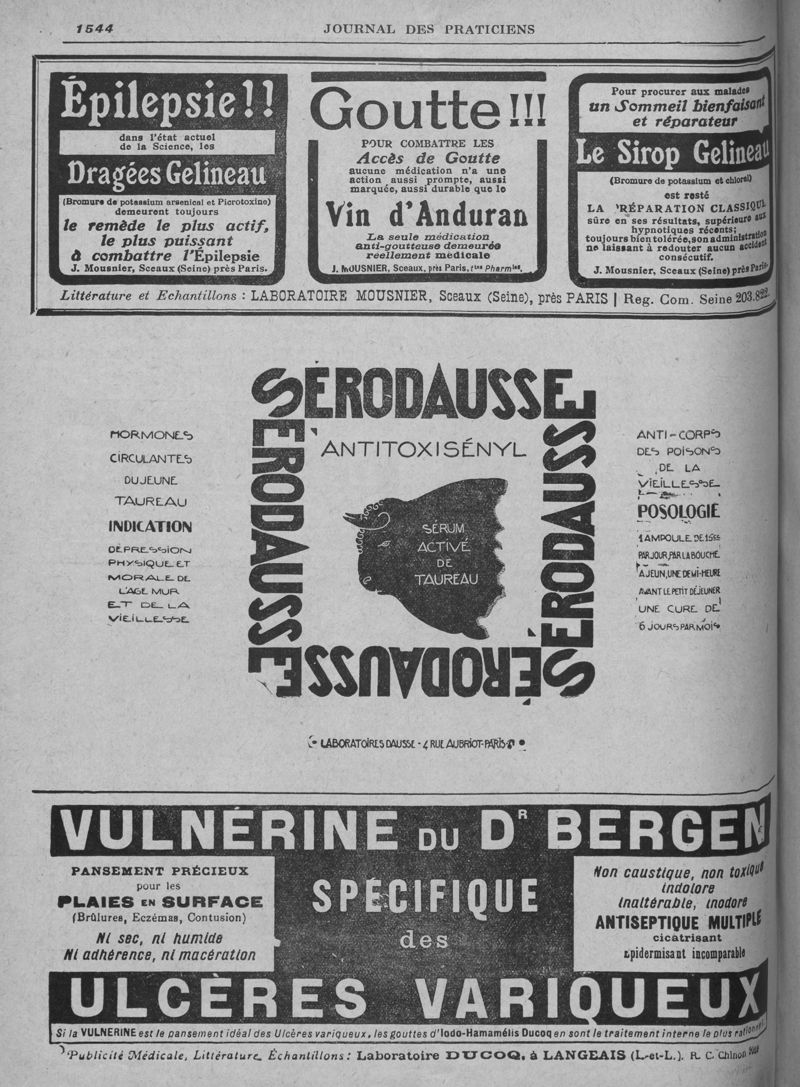 1544
JOURNAL DES PRATICIENS
Épilepsie!!
dans l'état actuel
de la Science, les
Dragées Gelineau
(Bromure de potassium arsenical et Picrotoxine)
demeurent toujours
le remède le plus actif,
le plus puissant
à combattre l'Épilepsie
J. Mousnier, Sceaux (Seine) près Paris.
Goutte!!!
POUR COMBATTRE LES
Accès de Goutte
aucune médication n'a une
action aussi prompte, aussi
marquée, aussi durable que le
Vin d'Anduran
La seule médication
anti-goutteuse demeurée
réellement médicale
J. MOUSNIER, Sceaux, près Paris,
Pour procurer aux malades
un Sommeil bienfaisant
et réparateur
Le Sirop Gelineau
(Bromure de potassium et chloral)
est resté
LA PRÉPARATION CLASSIQUE
sûre en ses résultats, supérieure aux
hypnotiques récents;
toujours bien tolérée, son administration
ne laissant à redouter aucun accident
consécutif.
J. Mousnier, Sceaux (Seine) près Paris.
Littérature et Echantillons : LABORATOIRE MOUSNIER, Sceaux (Seine), près PARIS | Reg. Com. Seine 203.822.
SÉRODAUSSE
SÉRODAUSSE
SÉRODAUSSE
SÉRODAUSSE
HORMONES
CIRCULANTES
DU JEUNE
TAUREAU
INDICATION
DÉPRESSION
PHYSIQUE ET
MORALE DE
L'AGE MUR
ET DE LA
VIEILLESSE
ANTITOXISÉNYL
SÉRUM
ACTIVÉ
DE
TAUREAU
ANTI-CORPS
DES POISONS
DE LA
VIEILLESSE
POSOLOGIE
1 AMPOULE DE
PAR JOUR, PAR LA BOUCHE
A JEUN, UNE DEMI-HEURE
AVANT LE PETIT DÉJEUNER
UNE CURE DE
6 JOURS PAR MOIS
LABORATOIRES DAUSSE - 4 RUE AUBRIOT-PARIS
VULNÉRINE DU DR BERGEN
PANSEMENT PRÉCIEUX
pour les
PLAIES EN SURFACE
(Brûlures, Eczémas, Contusion)
Ni sec, ni humide
Ni adhérence, ni macération
SPÉCIFIQUE
des
Non caustique, non toxique
indolore
Inaltérable, inodore
ANTISEPTIQUE MULTIPLE
cicatrisant
Epidermisant incomparable
ULCÈRES VARIQUEUX
Si la VULNERINE est le pansement idéal des Ulcères variqueux, les gouttes d'Iodo-Hamamélis Ducoq en sont le traitement interne le plus rationnel
Publicité Médicale, Littérature, Échantillons : Laboratoire DUCOQ, à LANGEAIS (I.-et-L.). R. C. Chinon